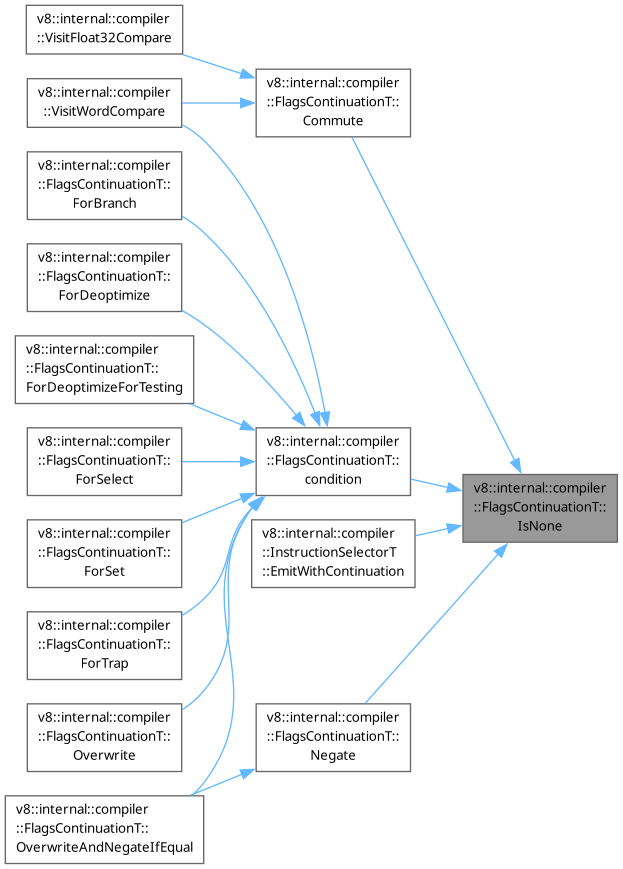 v8::internal::compiler
::VisitFloat32Compare
v8::internal::compiler
::VisitWordCompare
v8::internal::compiler
::FlagsContinuationT::
ForBranch
v8::internal::compiler
::FlagsContinuationT::
ForDeoptimize
v8::internal::compiler
::FlagsContinuationT::
ForDeoptimizeForTesting
v8::internal::compiler
::FlagsContinuationT::
ForSelect
v8::internal::compiler
::FlagsContinuationT::
ForSet
v8::internal::compiler
::FlagsContinuationT::
ForTrap
v8::internal::compiler
::FlagsContinuationT::
Overwrite
v8::internal::compiler
::FlagsContinuationT::
OverwriteAndNegateIfEqual
v8::internal::compiler
::FlagsContinuationT::
Commute
v8::internal::compiler
::FlagsContinuationT::
condition
v8::internal::compiler
::InstructionSelectorT
::EmitWithContinuation
v8::internal::compiler
::FlagsContinuationT::
Negate
v8::internal::compiler
::FlagsContinuationT::
IsNone